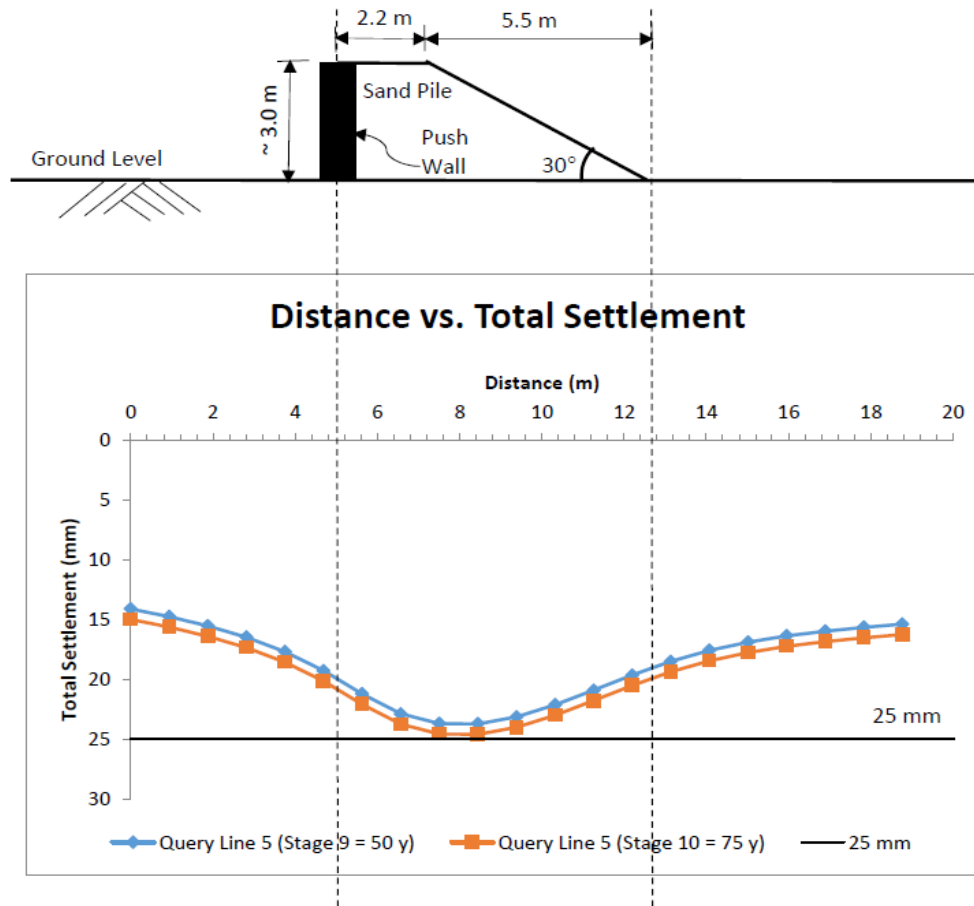 2.2 m
5.5 m
~ 3.0 m
Sand Pile
Push
Wall
Ground Level
30°
Distance vs. Total Settlement
Distance (m)
0 2 4 6 8 10 12 14 16 18 20
Total Settlement (mm)
0
5
10
15
20
25
30
25 mm
Query Line 5 (Stage 9 = 50 y) Query Line 5 (Stage 10 = 75 y) 25 mm